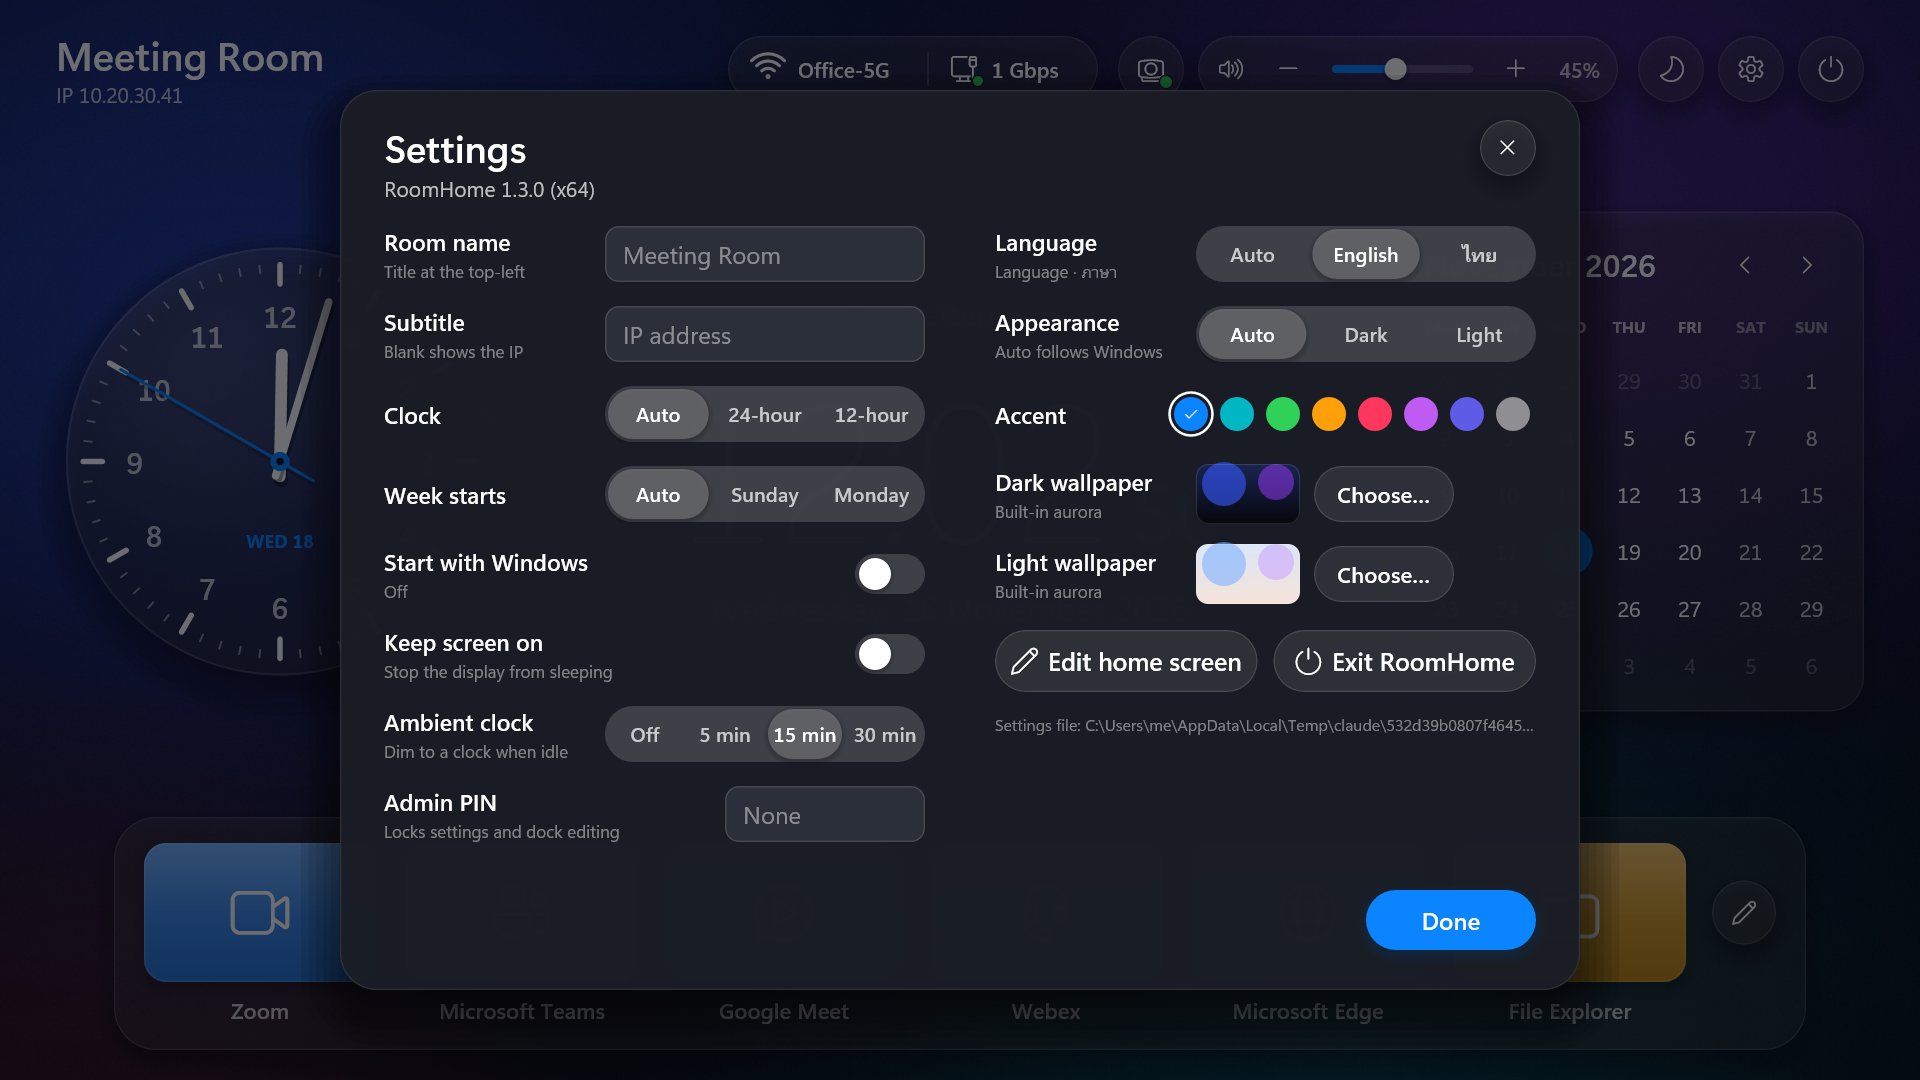 Meeting Room
IP 10.20.30.41
Office-5G
1 Gbps
45%
Settings
RoomHome 1.3.0 (x64)
Room name
Title at the top-left
Meeting Room
Subtitle
Blank shows the IP
IP address
Clock
Auto 24-hour 12-hour
Week starts
Auto Sunday Monday
Start with Windows
Off
Keep screen on
Stop the display from sleeping
Ambient clock
Dim to a clock when idle
Off 5 min 15 min 30 min
Admin PIN
Locks settings and dock editing
None
Language
Language · ภาษา
Auto English ไทย
Appearance
Auto follows Windows
Auto Dark Light
Accent
Dark wallpaper
Built-in aurora
Choose...
Light wallpaper
Built-in aurora
Choose...
Edit home screen
Exit RoomHome
Settings file: C:\Users\me\AppData\Local\Temp\claude\532d39b0807f4645...
Done
12
11
10
9
8
7
6
WED 18
2026
THU FRI SAT SUN
29 30 31 1
5 6 7 8
12 13 14 15
19 20 21 22
26 27 28 29
3 4 5 6
Zoom
Microsoft Teams
Google Meet
Webex
Microsoft Edge
File Explorer